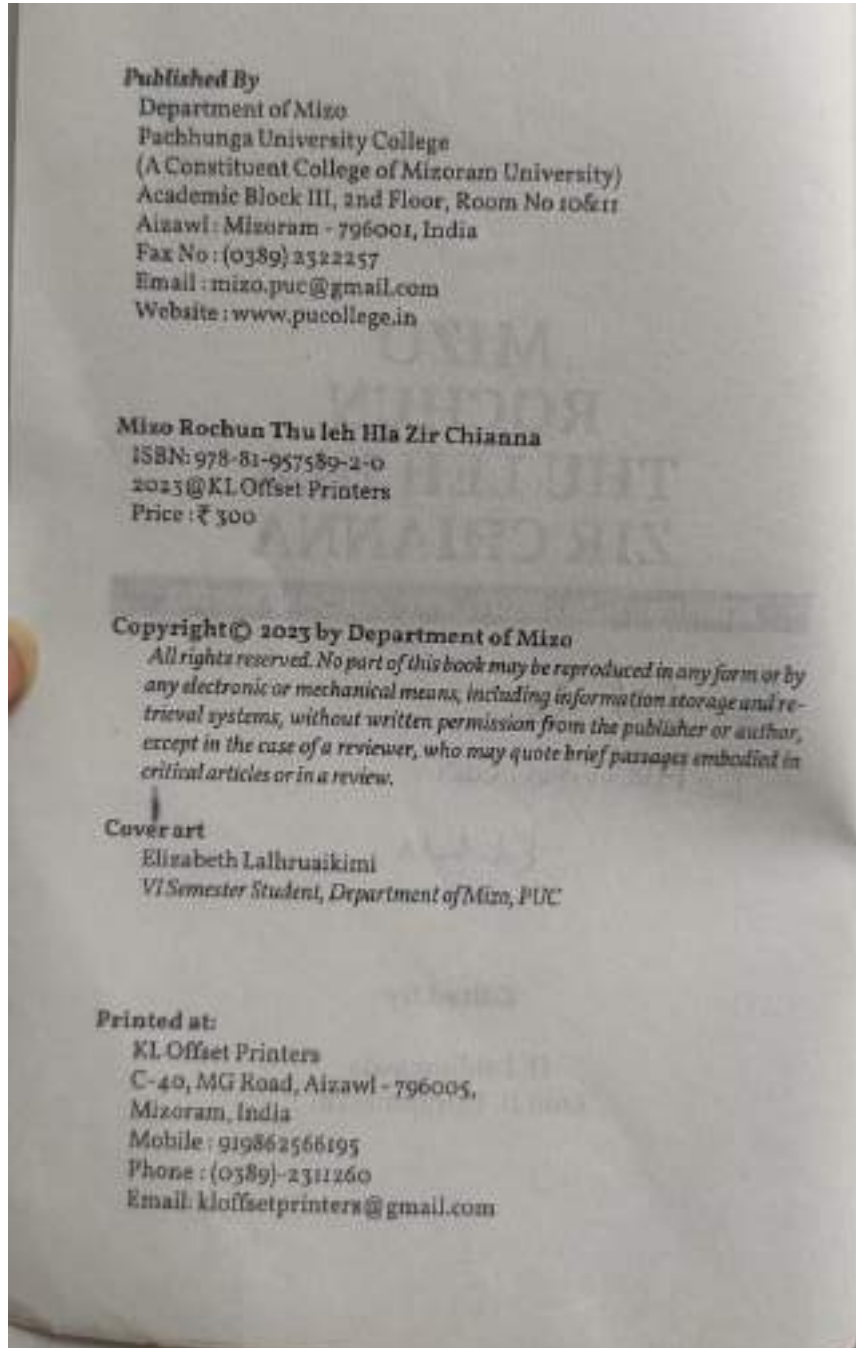 Published By
Department of Mizo
Pachhunga University College
(A Constituent College of Mizoram University)
Academic Block III, 2nd Floor, Room No 10&11
Aizawl : Mizoram - 796001, India
Fax No : (0389) 2322257
Email : mizo.puc@gmail.com
Website : www.pucollege.in
Mizo Rochun Thu leh Hla Zir Chianna
ISBN: 978-81-957589-2-0
2023@KL Offset Printers
Price : ₹ 300
Copyright© 2023 by Department of Mizo
All rights reserved. No part of this book may be reproduced in any form or by
any electronic or mechanical means, including information storage and re-
trieval systems, without written permission from the publisher or author,
except in the case of a reviewer, who may quote brief passages embodied in
critical articles or in a review.
Cover art
Elizabeth Lalhruaikimi
VI Semester Student, Department of Mizo, PUC
Printed at:
KL Offset Printers
C-40, MG Road, Aizawl - 796005,
Mizoram, India
Mobile : 919862566195
Phone : (0389)-2311260
Email: kloffsetprinters@gmail.com